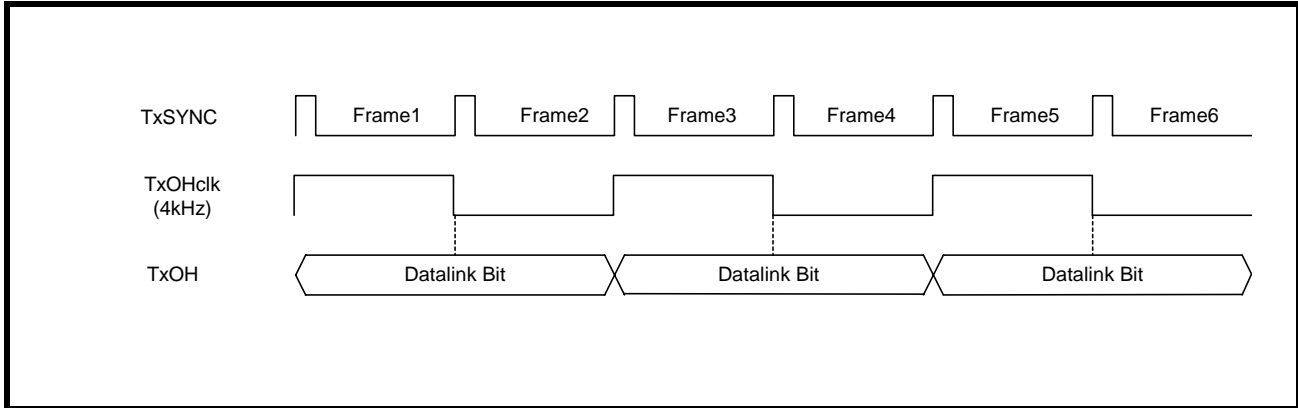 TxSYNC Frame1 Frame2 Frame3 Frame4 Frame5 Frame6
TxOHclk
(4kHz)
TxOH Datalink Bit Datalink Bit Datalink Bit